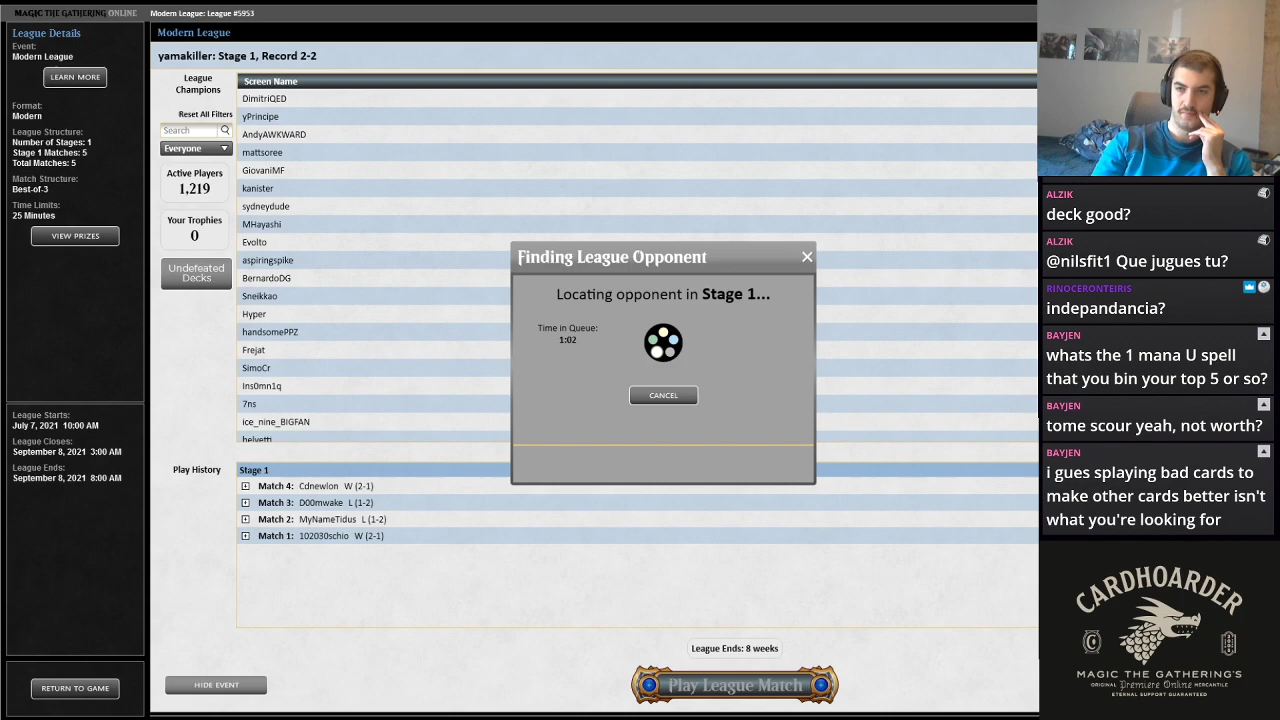 MAGIC THE GATHERING ONLINE
Modern League: League #5953
League Details
Event:
Modern League
LEARN MORE
Format:
Modern
League Structure:
Number of Stages: 1
Stage 1 Matches: 5
Total Matches: 5
Match Structure:
Best-of-3
Time Limits:
25 Minutes
VIEW PRIZES
League Starts:
July 7, 2021 10:00 AM
League Closes:
September 8, 2021 3:00 AM
League Ends:
September 8, 2021 8:00 AM
RETURN TO GAME
Modern League
yamakiller: Stage 1, Record 2-2
League
Champions
Reset All Filters
Search
Everyone
Active Players
1,219
Your Trophies
0
Undefeated
Decks
Screen Name
DimitriQED
yPrincipe
AndyAWKWARD
mattsoree
GiovaniMF
kanister
sydneydude
MHayashi
Evolto
aspiringspike
BernardoDG
Sneikkao
Hyper
handsomePPZ
Frejat
SimoCr
Ins0mn1q
7ns
ice_nine_BIGFAN
helvetti
Finding League Opponent
Locating opponent in Stage 1...
Time in Queue:
1:02
CANCEL
Play History
Stage 1
Match 4: Cdnewlon W (2-1)
Match 3: D00mwake L (1-2)
Match 2: MyNameTidus L (1-2)
Match 1: 102030schio W (2-1)
League Ends: 8 weeks
HIDE EVENT
Play League Match
ALZIK
deck good?
ALZIK
@nilsfit1 Que jugues tu?
RINOCERONTEIRIS
indepandancia?
BAYJEN
whats the 1 mana U spell
that you bin your top 5 or so?
BAYJEN
tome scour yeah, not worth?
BAYJEN
i gues splaying bad cards to
make other cards better isn't
what you're looking for
CARDHOARDER
MAGIC THE GATHERING'S
ORIGINAL Premiere Online MERCANTILE
ETERNAL SUPPORT GUARANTEED